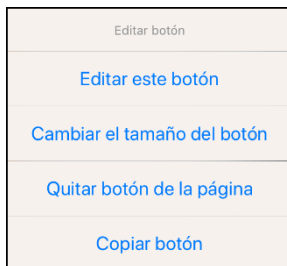 Editar botón
Editar este botón
Cambiar el tamaño del botón
Quitar botón de la página
Copiar botón